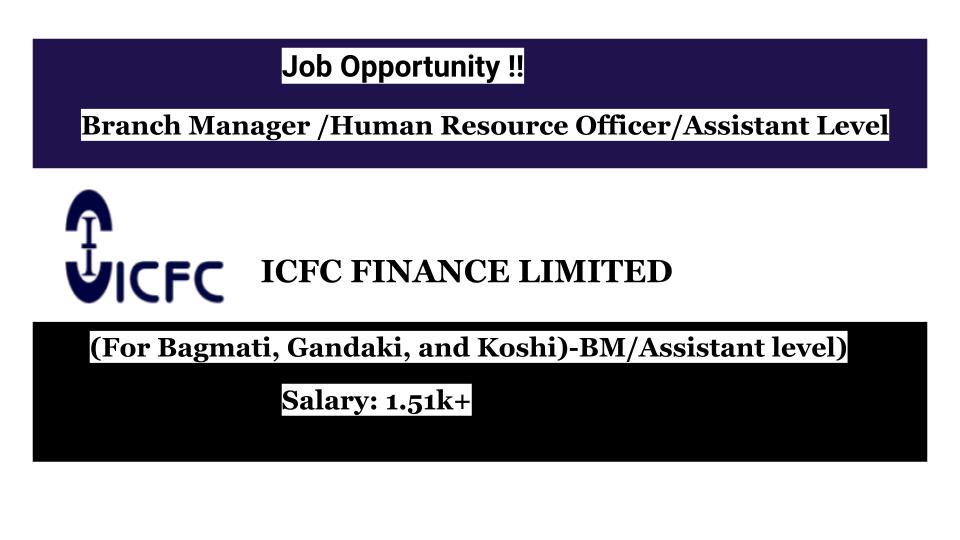 Job Opportunity !!
Branch Manager /Human Resource Officer/Assistant Level
ICFC
ICFC FINANCE LIMITED
(For Bagmati, Gandaki, and Koshi)-BM/Assistant level)
Salary: 1.51k+